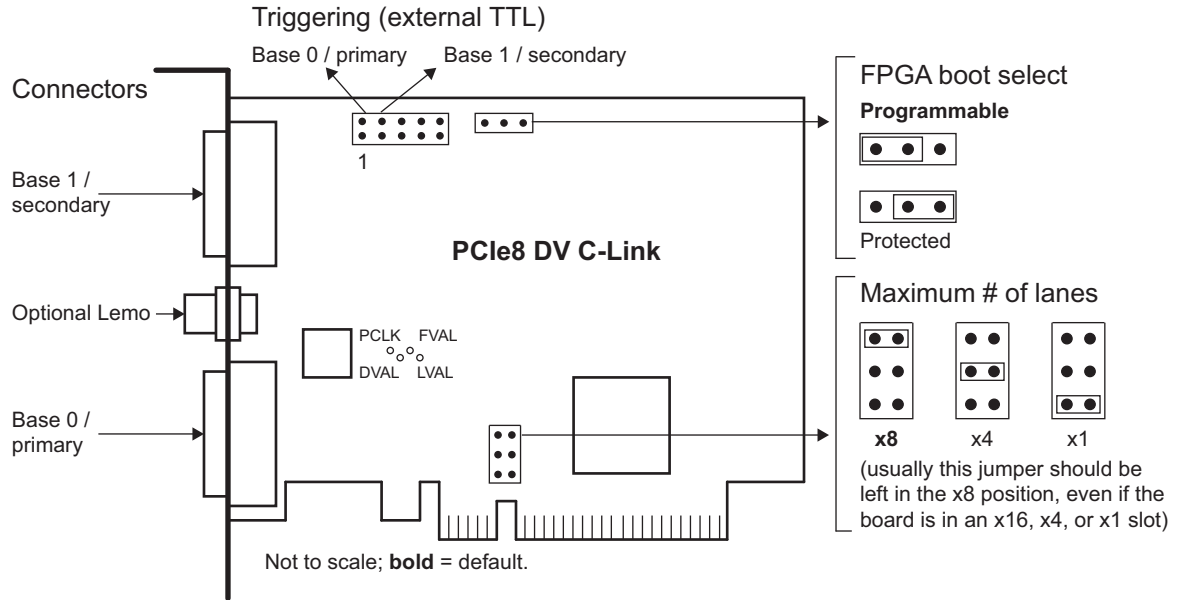 Triggering (external TTL)
Base 0 / primary
Base 1 / secondary
Connectors
1
Base 1 /
secondary
PCIe8 DV C-Link
Optional Lemo
PCLK FVAL
DVAL LVAL
Base 0 /
primary
Not to scale; bold = default.
FPGA boot select
Programmable
Protected
Maximum # of lanes
x8 x4 x1
(usually this jumper should be
left in the x8 position, even if the
board is in an x16, x4, or x1 slot)